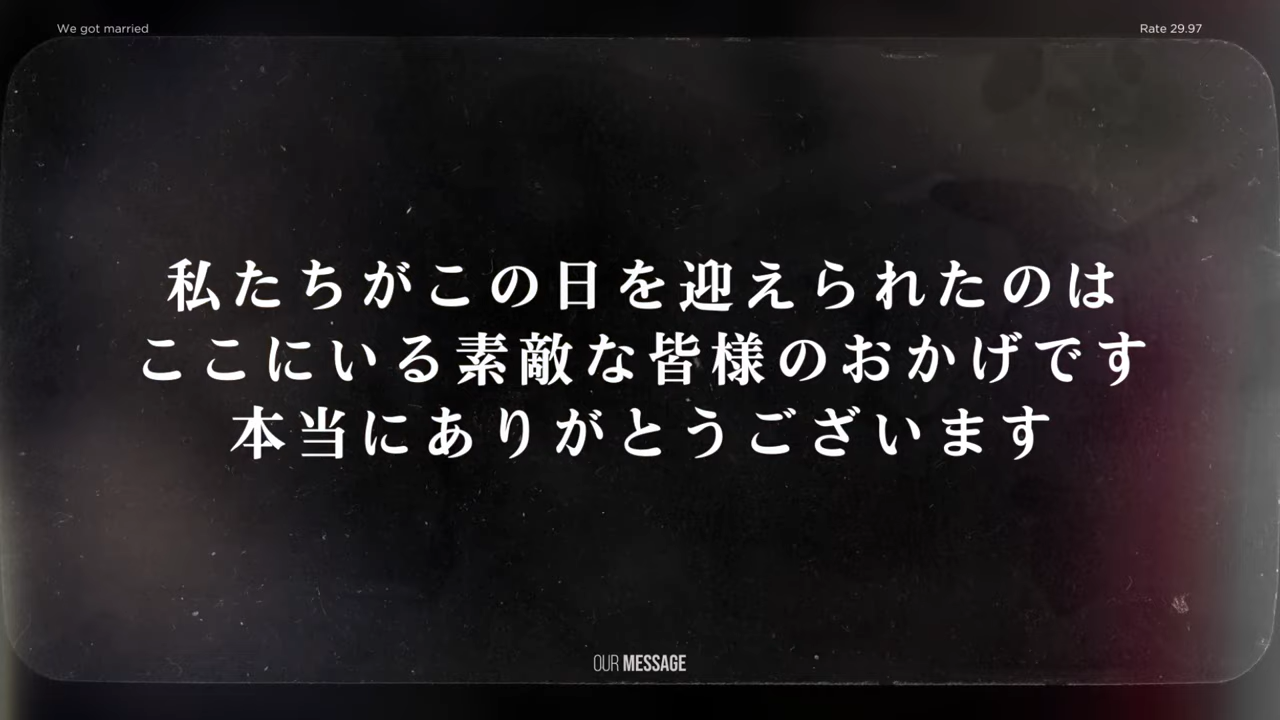 We got married
Rate 29.97
私たちがこの日を迎えられたのは
ここにいる素敵な皆様のおかげです
本当にありがとうございます
OUR MESSAGE